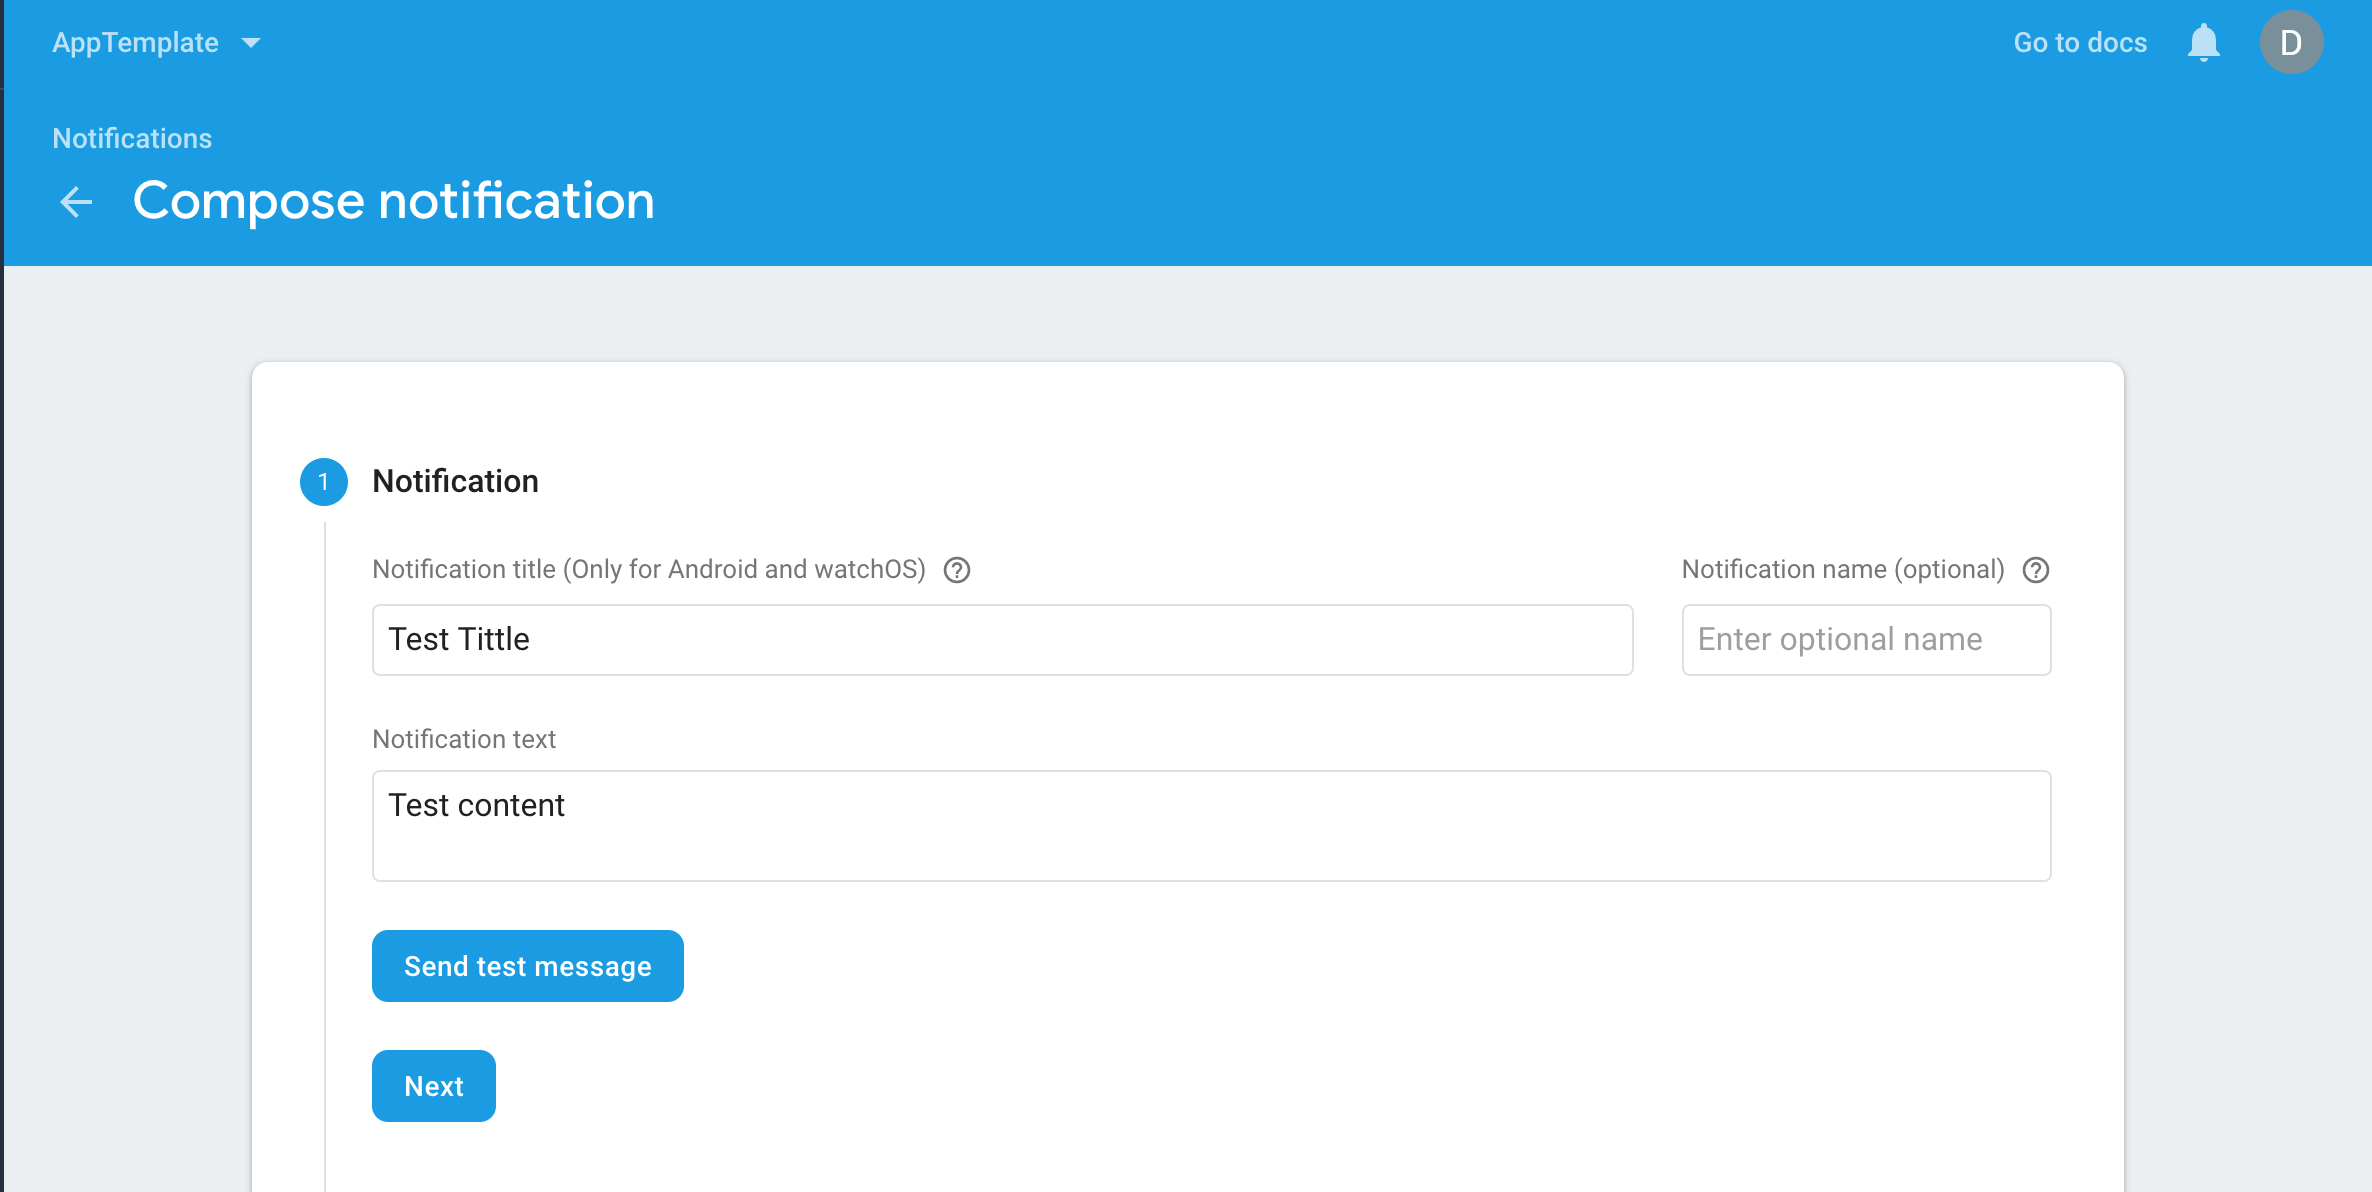 AppTemplate
Go to docs
D
Notifications
Compose notification
1
Notification
Notification title (Only for Android and watchOS)
Notification name (optional)
Test Tittle
Enter optional name
Notification text
Test content
Send test message
Next